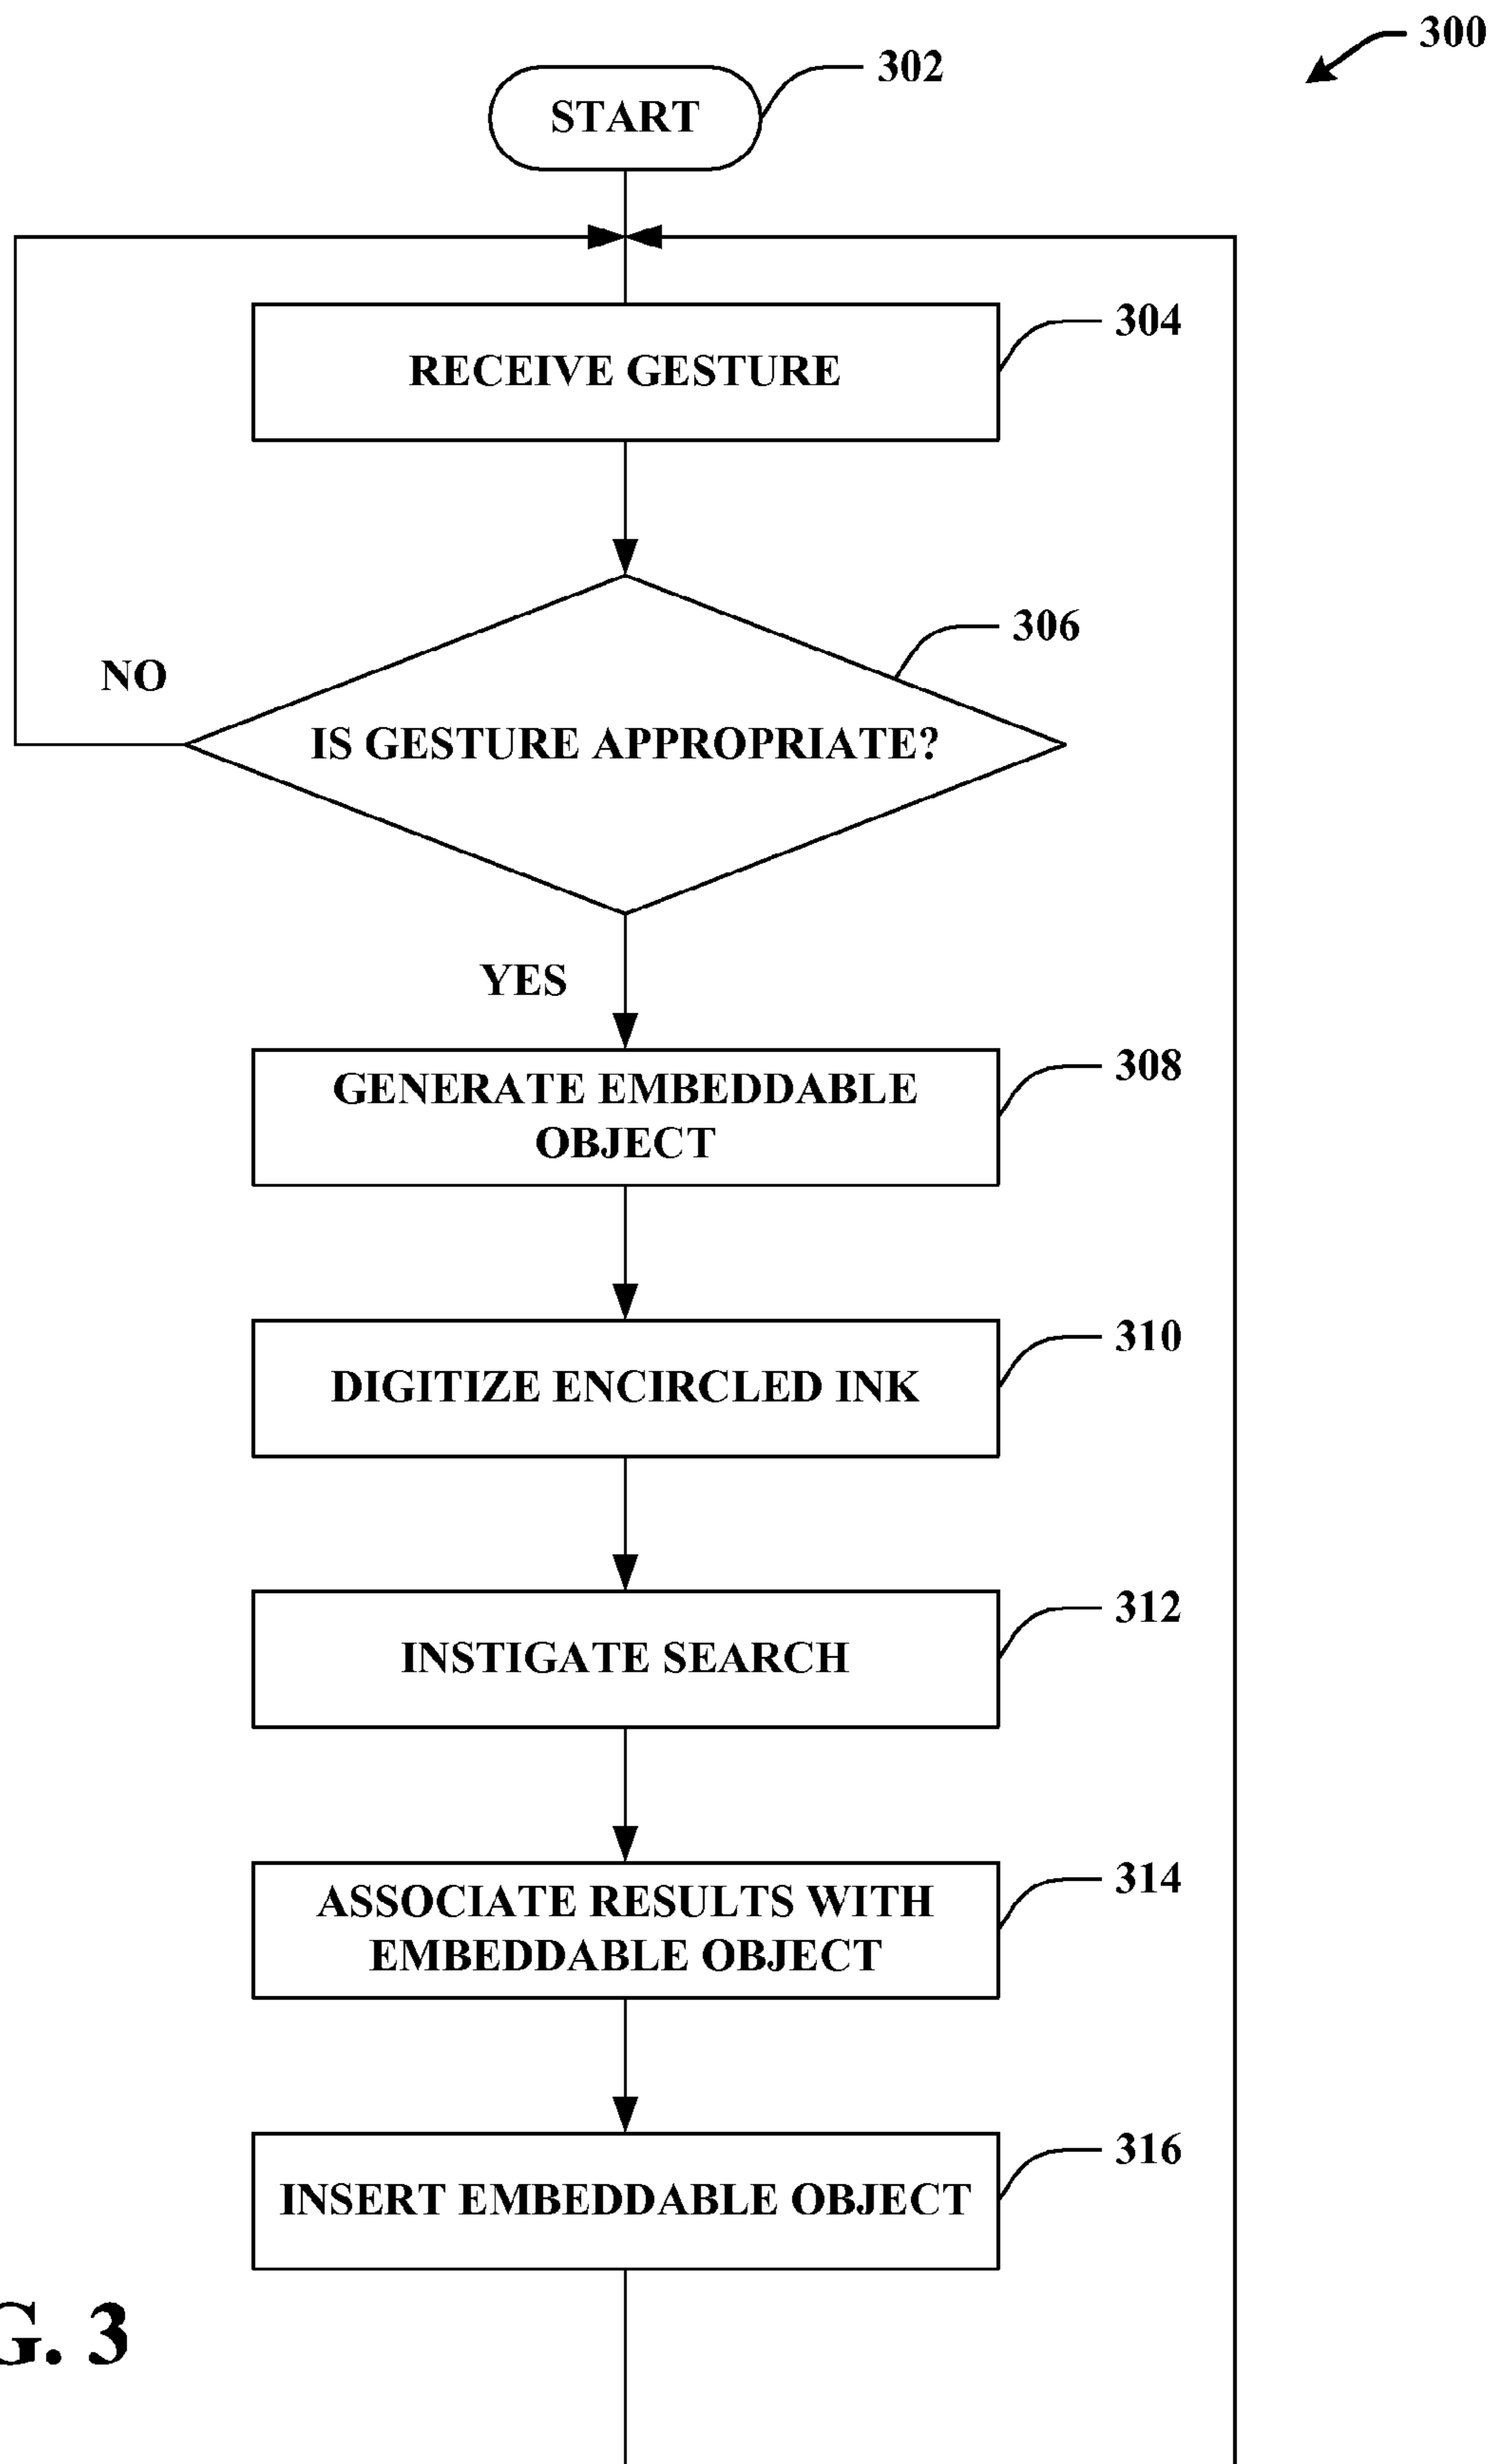 300
302
START
304
RECEIVE GESTURE
306
NO
IS GESTURE APPROPRIATE?
YES
308
GENERATE EMBEDDABLE
OBJECT
310
DIGITIZE ENCIRCLED INK
312
INSTIGATE SEARCH
314
ASSOCIATE RESULTS WITH
EMBEDDABLE OBJECT
316
INSERT EMBEDDABLE OBJECT
G. 3